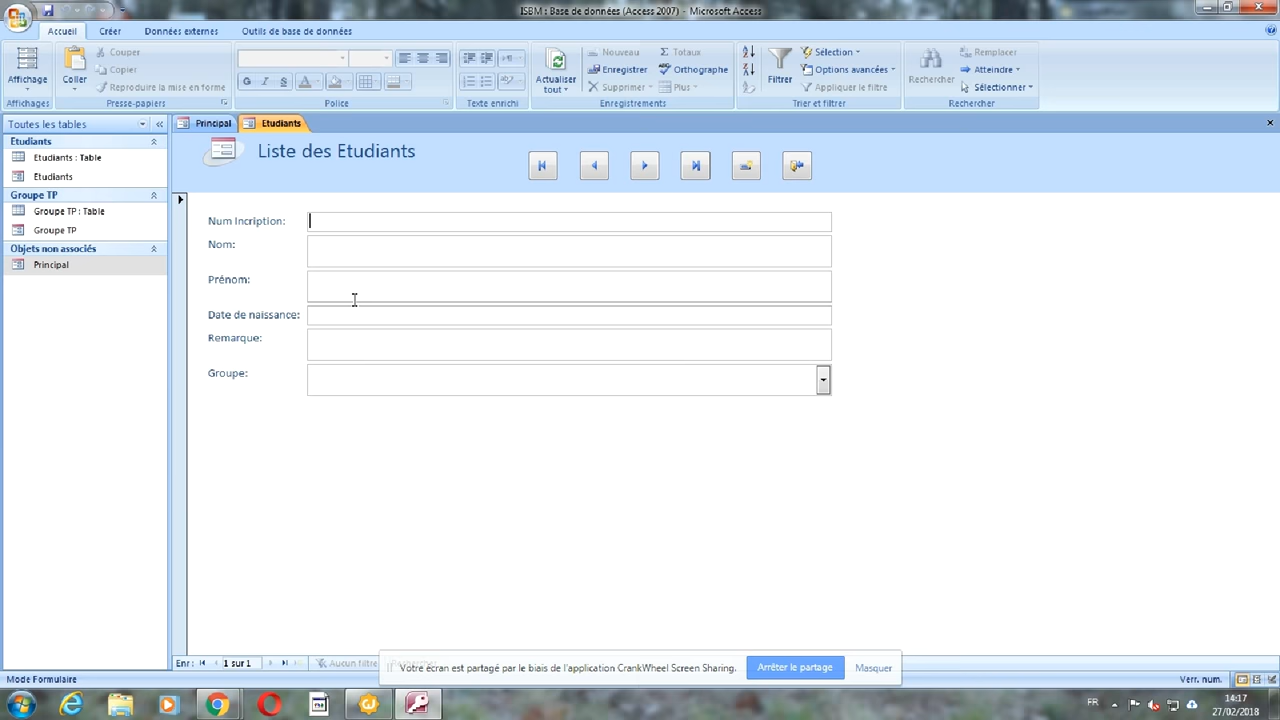 ISBM : Base de données (Access 2007) - Microsoft Access
Accueil Créer Données externes Outils de base de données
Affichage
Affichages
Coller
Couper
Copier
Reproduire la mise en forme
Presse-papiers
G I S
Police
Texte enrichi
Actualiser tout
Nouveau
Enregistrer
Supprimer
Totaux
Orthographe
Plus
Enregistrements
Filtrer
Sélection
Options avancées
Appliquer le filtre
Trier et filtrer
Rechercher
Remplacer
Atteindre
Sélectionner
Rechercher
Toutes les tables
Etudiants
Etudiants : Table
Etudiants
Groupe TP
Groupe TP : Table
Groupe TP
Objets non associés
Principal
Principal Etudiants
Liste des Etudiants
Num Incription:
Nom:
Prénom:
Date de naissance:
Remarque:
Groupe:
Enr : 1 sur 1 Aucun filtre
Votre écran est partagé par le biais de l'application CrankWheel Screen Sharing. Arrêter le partage Masquer
Mode Formulaire Verr. num.
FR 14:17
27/02/2018